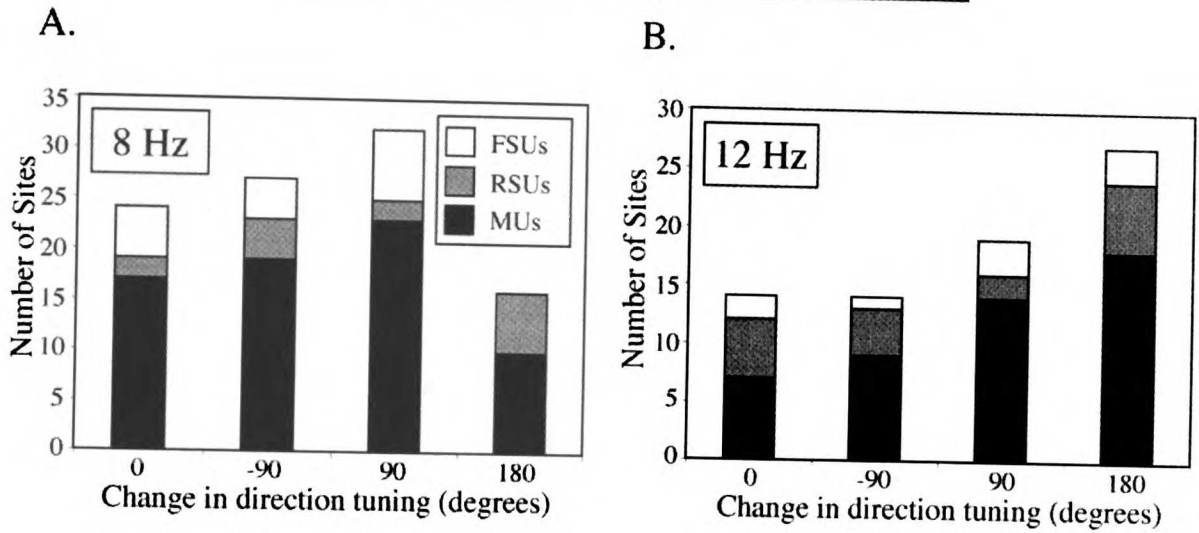 A.
35
30
25
20
15
10
5
0
Number of Sites
8 Hz
FSUs
RSUs
MUs
0 -90 90 180
Change in direction tuning (degrees)
B.
30
25
20
15
10
5
0
Number of Sites
12 Hz
0 -90 90 180
Change in direction tuning (degrees)